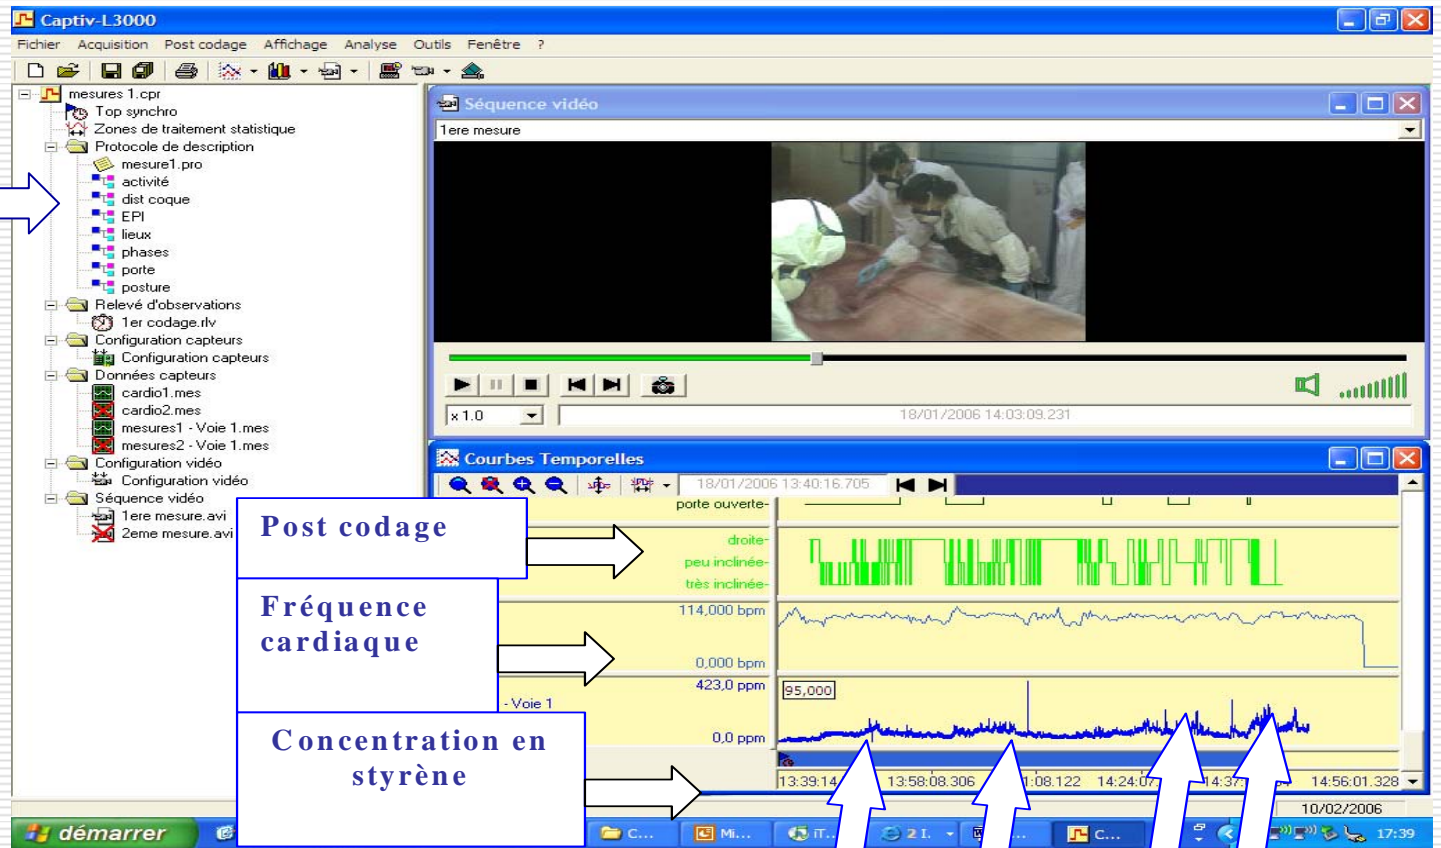 Captiv-L3000
Fichier Acquisition Post codage Affichage Analyse Outils Fenêtre ?
mesures 1.cpr
Top synchro
Zones de traitement statistique
Protocole de description
mesure1.pro
activité
dist coque
EPI
lieux
phases
porte
posture
Relevé d'observations
1er codage.rlv
Configuration capteurs
Configuration capteurs
Données capteurs
cardio1.mes
cardio2.mes
mesures1 - Voie 1.mes
mesures2 - Voie 1.mes
Configuration vidéo
Configuration vidéo
Séquence vidéo
1ere mesure.avi
2eme mesure.avi
Séquence vidéo
1ere mesure
x 1.0
18/01/2006 14:03:09.231
Courbes Temporelles
18/01/2006 13:40:16.705
porte ouverte-
droite-
peu inclinée-
très inclinée-
114,000 bpm
0,000 bpm
423,0 ppm
- Voie 1
95,000
0,0 ppm
13:39:14 13:58:08.306 1:08.122 14:24:07 14:37: 14:56:01.328
Post codage
Fréquence
cardiaque
Concentration en
styrène
10/02/2006
démarrer C... Mi... iT... 2 I. C... 17:39